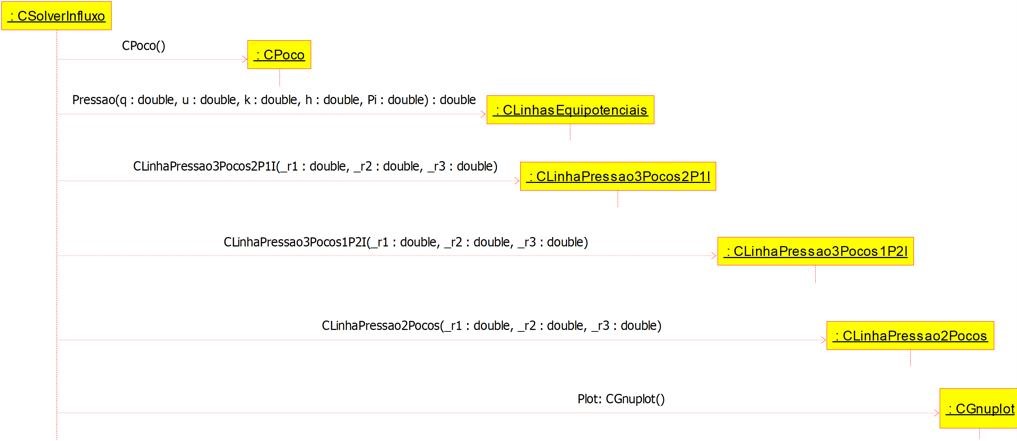 : CSolverInfluxo
CPoco()
: CPoco
Pressao(q : double, u : double, k : double, h : double, Pi : double) : double
: CLinhasEquipotenciais
CLinhaPressao3Pocos2P1I(_r1 : double, _r2 : double, _r3 : double)
: CLinhaPressao3Pocos2P1I
CLinhaPressao3Pocos1P2I(_r1 : double, _r2 : double, _r3 : double)
: CLinhaPressao3Pocos1P2I
CLinhaPressao2Pocos(_r1 : double, _r2 : double, _r3 : double)
: CLinhaPressao2Pocos
Plot: CGnuplot()
: CGnuplot